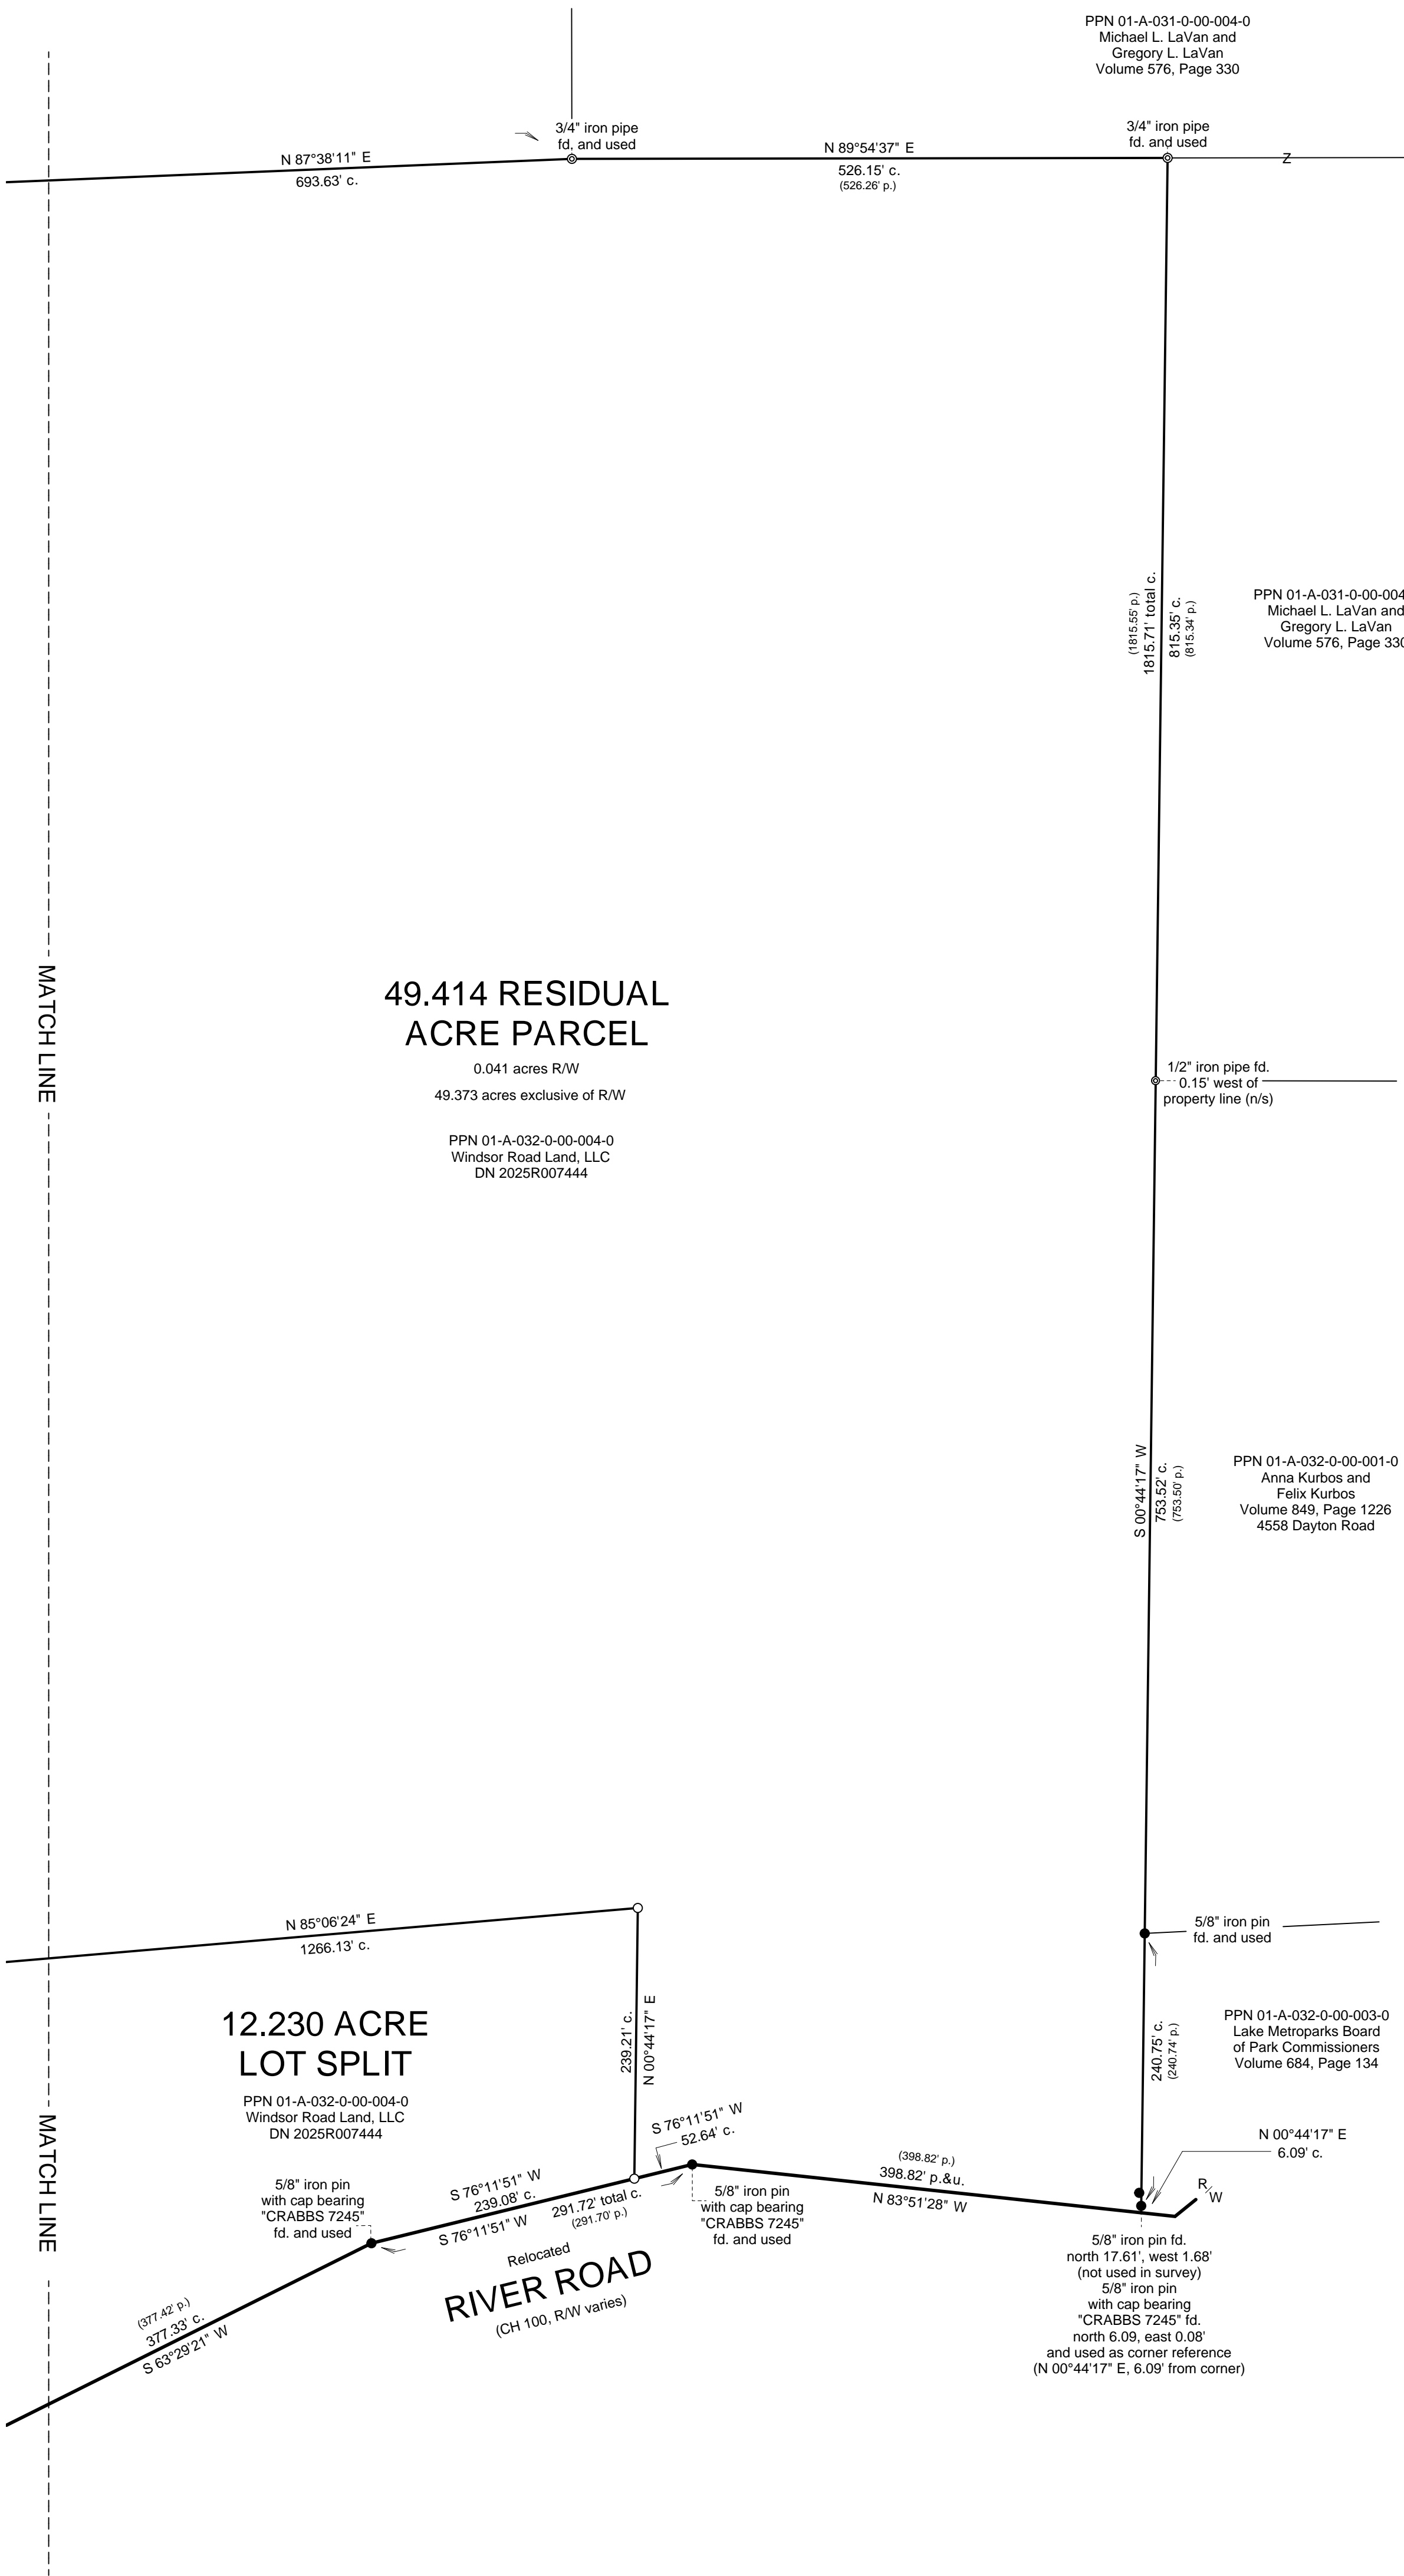 PPN 01-A-031-0-00-004-0
Michael L. LaVan and
Gregory L. LaVan
Volume 576, Page 330
3/4" iron pipe
fd. and used
3/4" iron pipe
fd. and used
N 87°38'11" E
693.63' c.
N 89°54'37" E
526.15' c.
(526.26' p.)
Z
(1815.55' p.)
1815.71' total c.
815.35' c.
(815.34' p.)
PPN 01-A-031-0-00-004
Michael L. LaVan and
Gregory L. LaVan
Volume 576, Page 330
MATCH LINE
49.414 RESIDUAL
ACRE PARCEL
0.041 acres R/W
49.373 acres exclusive of R/W
PPN 01-A-032-0-00-004-0
Windsor Road Land, LLC
DN 2025R007444
1/2" iron pipe fd.
0.15' west of
property line (n/s)
S 00°44'17" W
753.52' c.
(753.50' p.)
PPN 01-A-032-0-00-001-0
Anna Kurbos and
Felix Kurbos
Volume 849, Page 1226
4558 Dayton Road
N 85°06'24" E
1266.13' c.
5/8" iron pin
fd. and used
12.230 ACRE
LOT SPLIT
PPN 01-A-032-0-00-004-0
Windsor Road Land, LLC
DN 2025R007444
239.21' c.
N 00°44'17" E
240.75' c.
(240.74' p.)
PPN 01-A-032-0-00-003-0
Lake Metroparks Board
of Park Commissioners
Volume 684, Page 134
MATCH LINE
S 76°11'51" W
52.64' c.
N 00°44'17" E
6.09' c.
(398.82' p.)
398.82' p.&u.
N 83°51'28" W
R/W
5/8" iron pin
with cap bearing
"CRABBS 7245"
fd. and used
S 76°11'51" W
239.08' c.
S 76°11'51" W
291.72' total c.
(291.70' p.)
5/8" iron pin
with cap bearing
"CRABBS 7245"
fd. and used
Relocated
RIVER ROAD
(CH 100, R/W varies)
5/8" iron pin fd.
north 17.61', west 1.68'
(not used in survey)
5/8" iron pin
with cap bearing
"CRABBS 7245" fd.
north 6.09, east 0.08'
and used as corner reference
(N 00°44'17" E, 6.09' from corner)
(377.42' p.)
377.33' c.
S 63°29'21" W